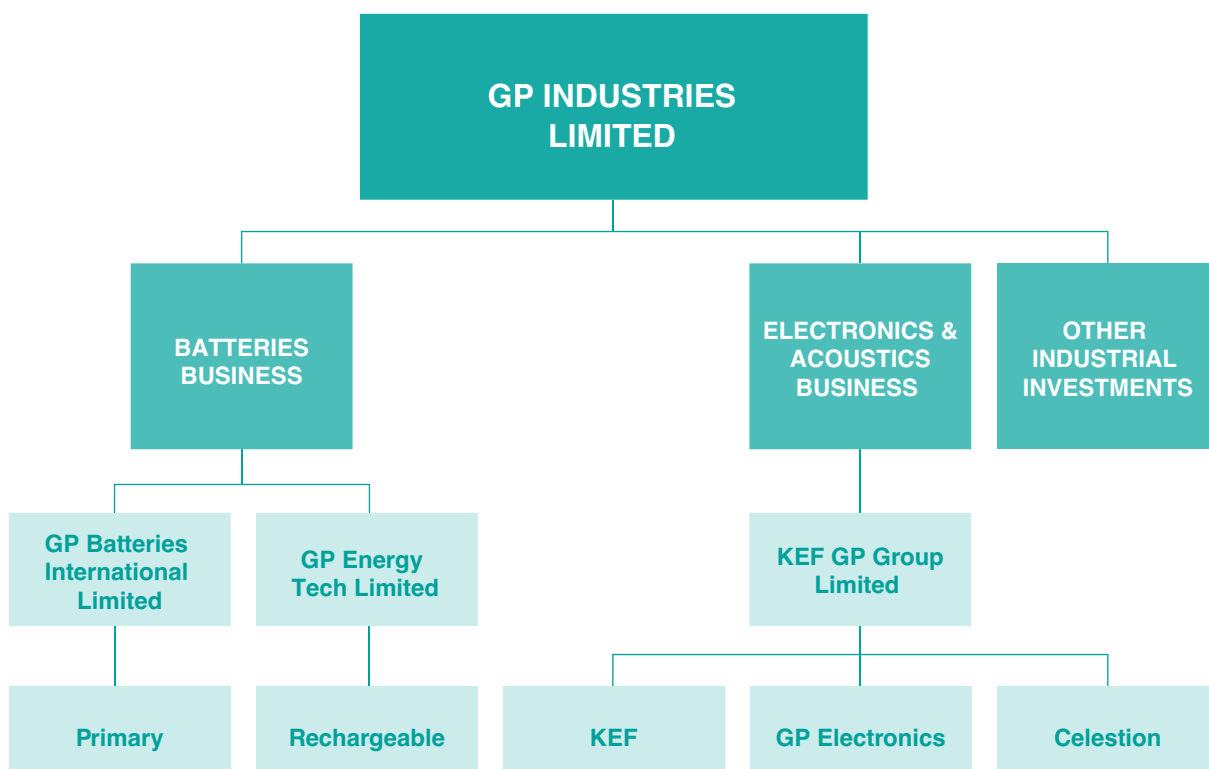 GP INDUSTRIES
LIMITED
BATTERIES
BUSINESS
ELECTRONICS &
ACOUSTICS
BUSINESS
OTHER
INDUSTRIAL
INVESTMENTS
GP Batteries
International
Limited
GP Energy
Tech Limited
KEF GP Group
Limited
Primary
Rechargeable
KEF
GP Electronics
Celestion